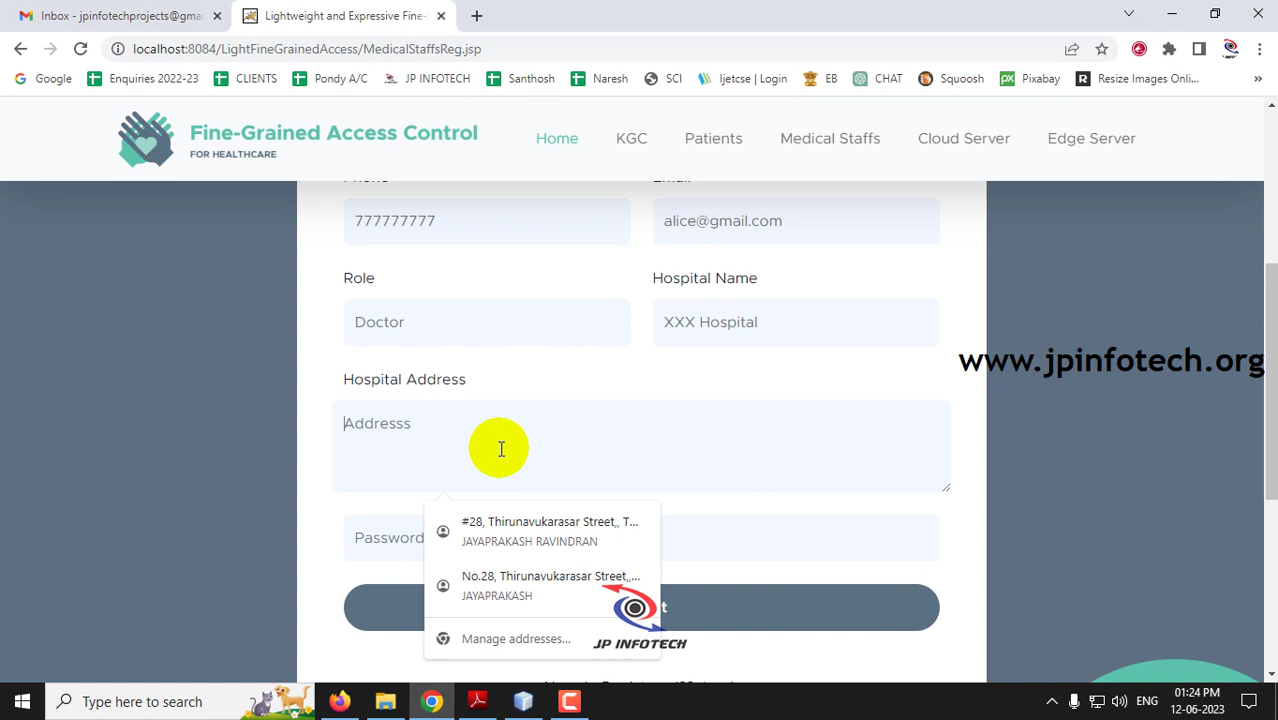 Inbox - jpinfotechprojects@gmai
Lightweight and Expressive Fine-
localhost:8084/LightFineGrainedAccess/MedicalStaffsReg.jsp
Google
Enquiries 2022-23
CLIENTS
Pondy A/C
JP INFOTECH
Santhosh
Naresh
SCI
Ijetcse | Login
EB
CHAT
Squoosh
Pixabay
Resize Images Onli...
Fine-Grained Access Control
FOR HEALTHCARE
Home
KGC
Patients
Medical Staffs
Cloud Server
Edge Server
777777777
alice@gmail.com
Role
Hospital Name
Doctor
XXX Hospital
www.jpinfotech.org
Hospital Address
Addresss
#28, Thirunavukarasar Street,, T...
JAYAPRAKASH RAVINDRAN
Password
No.28, Thirunavukarasar Street,,...
JAYAPRAKASH
Manage addresses...
JP INFOTECH
Type here to search
ENG
01:24 PM
12-06-2023